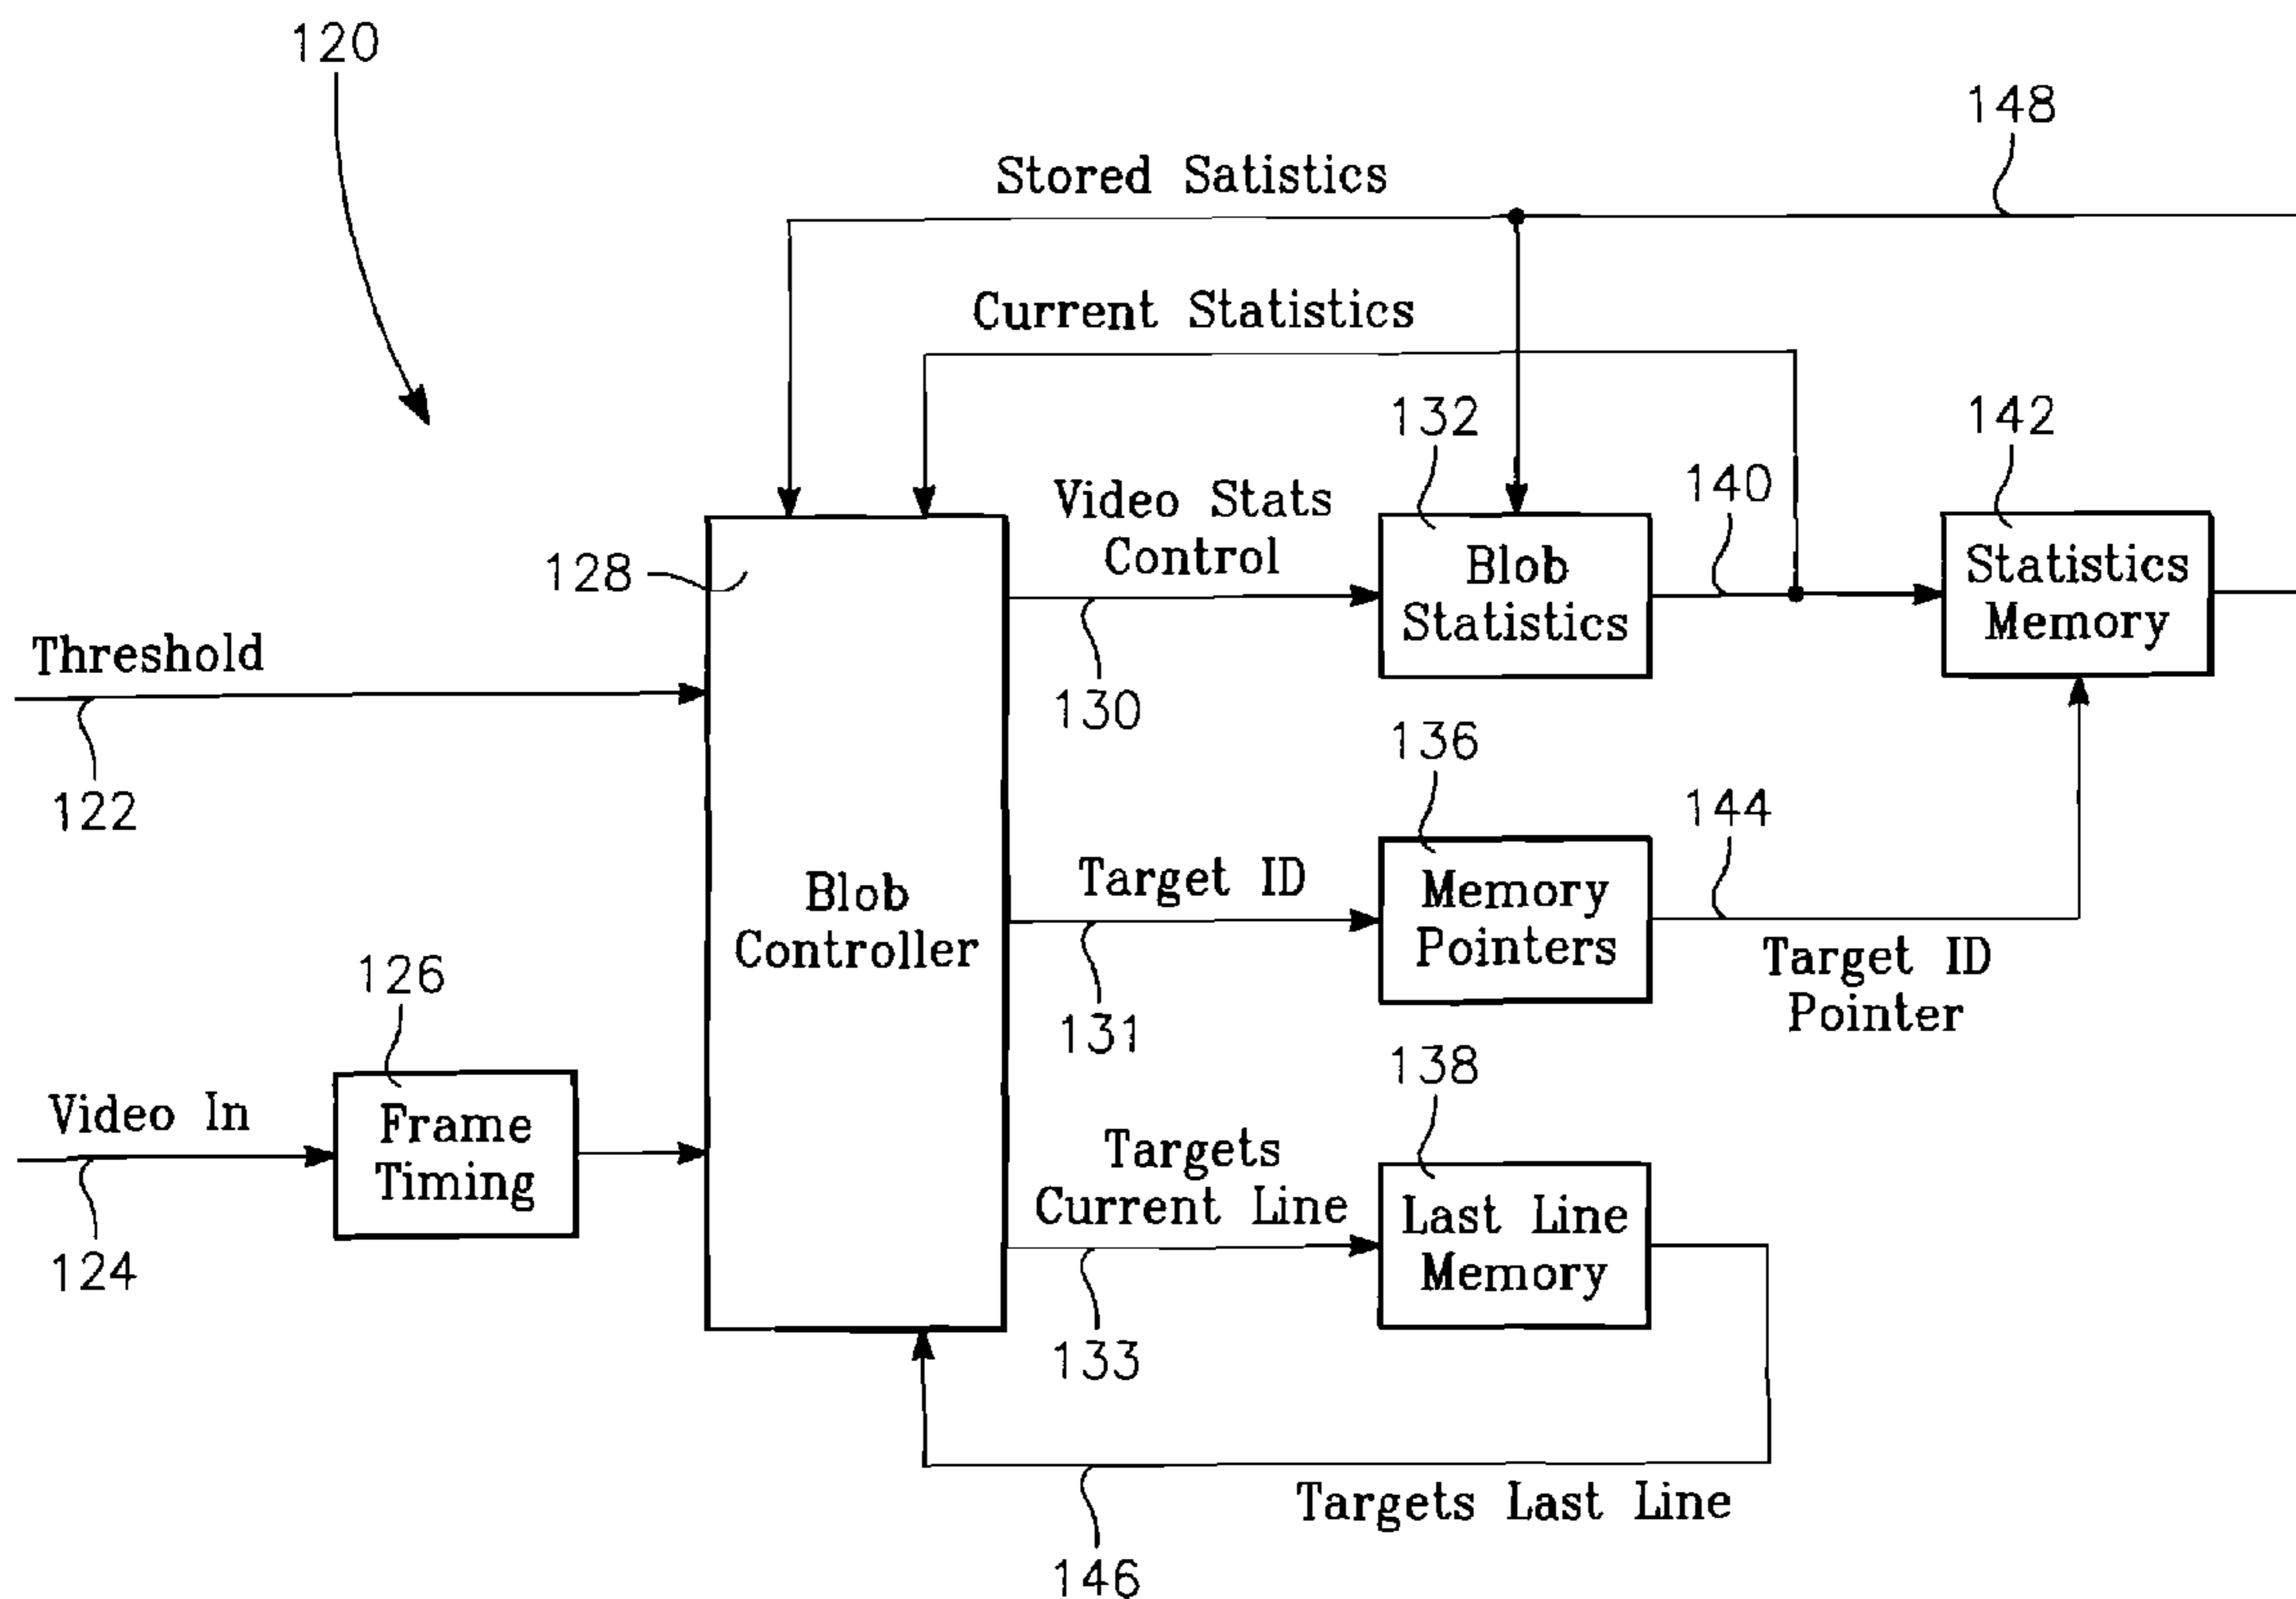 120
148
Stored Satistics
Current Statistics
132
142
140
Video Stats
Control
128
Blob
Statistics
Statistics
Memory
Threshold
130
136
122
144
Target ID
Memory
Pointers
Blob
Controller
Target ID
Pointer
126
131
138
Video In
Frame
Timing
Targets
Current Line
Last Line
Memory
124
133
Targets Last Line
146